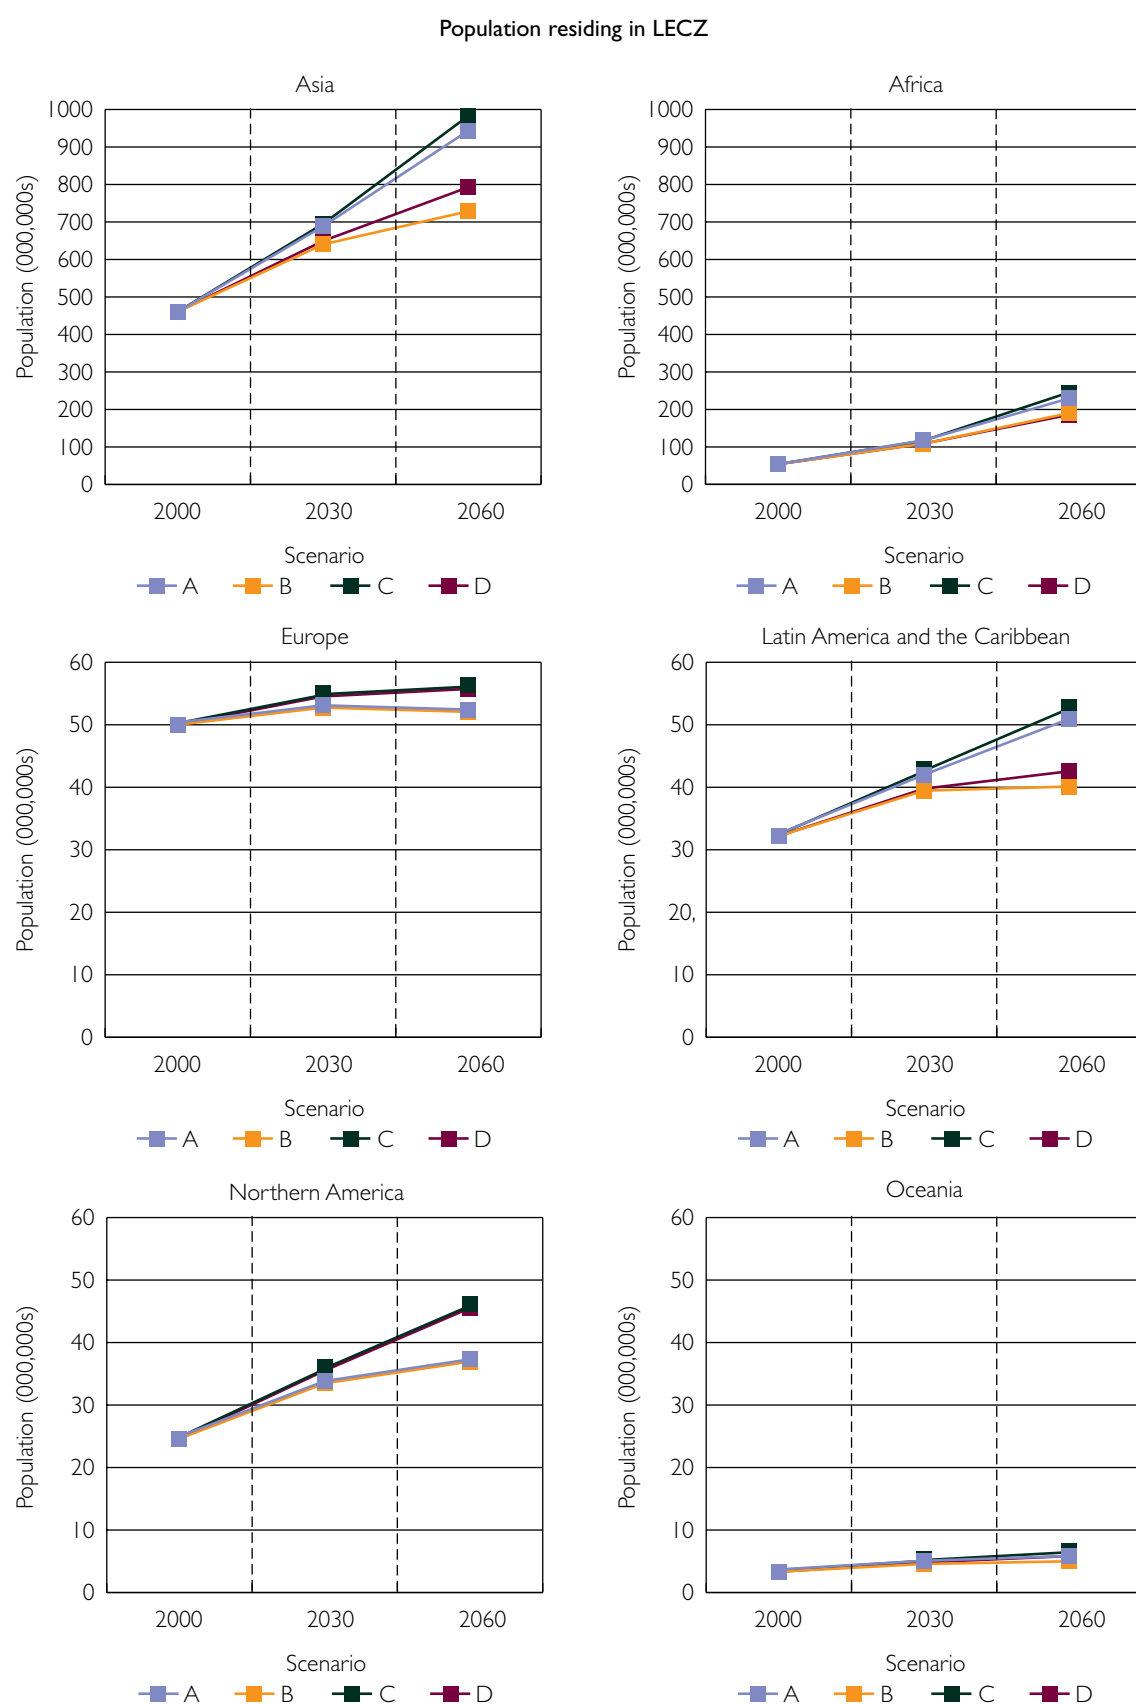 Population residing in LECZ
Asia
Population (000,000s)
1000
900
800
700
600
500
400
300
200
100
0
2000 2030 2060
Scenario
A B C D
Africa
Population (000,000s)
1000
900
800
700
600
500
400
300
200
100
0
2000 2030 2060
Scenario
A B C D
Europe
Population (000,000s)
60
50
40
30
20
10
0
2000 2030 2060
Scenario
A B C D
Latin America and the Caribbean
Population (000,000s)
60
50
40
30
20,
10
0
2000 2030 2060
Scenario
A B C D
Northern America
Population (000,000s)
60
50
40
30
20
10
0
2000 2030 2060
Scenario
A B C D
Oceania
Population (000,000s)
60
50
40
30
20
10
0
2000 2030 2060
Scenario
A B C D